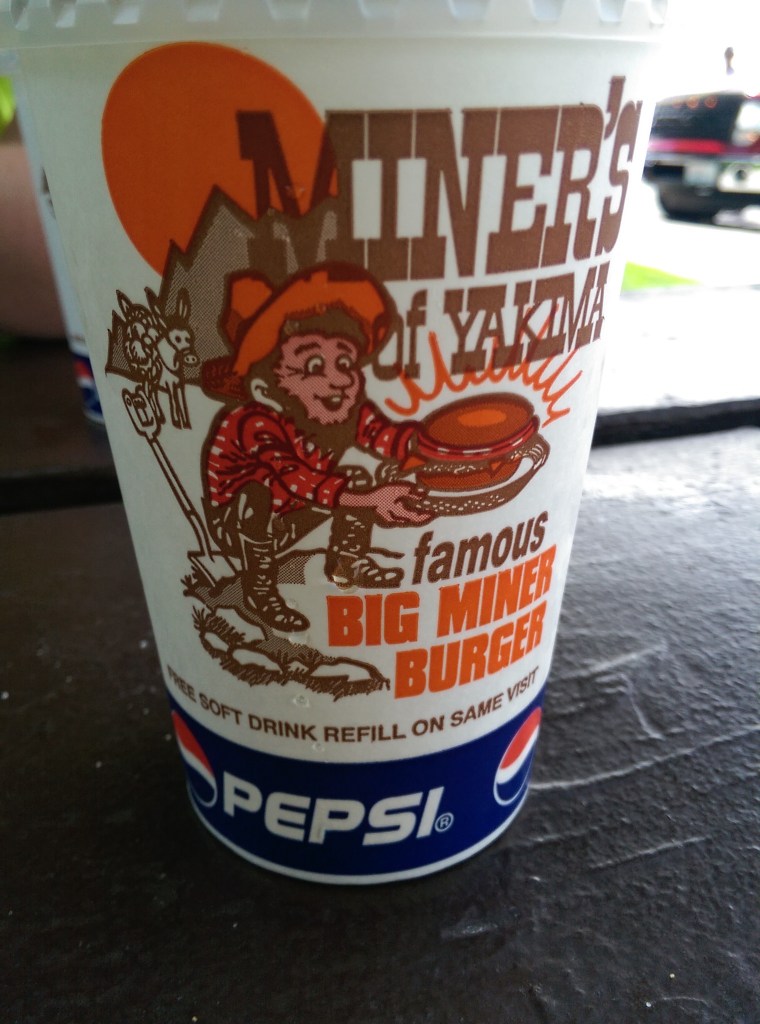 MINER'S
of YAKIMA
famous
BIG MINER
BURGER
FREE SOFT DRINK REFILL ON SAME VISIT
PEPSI®